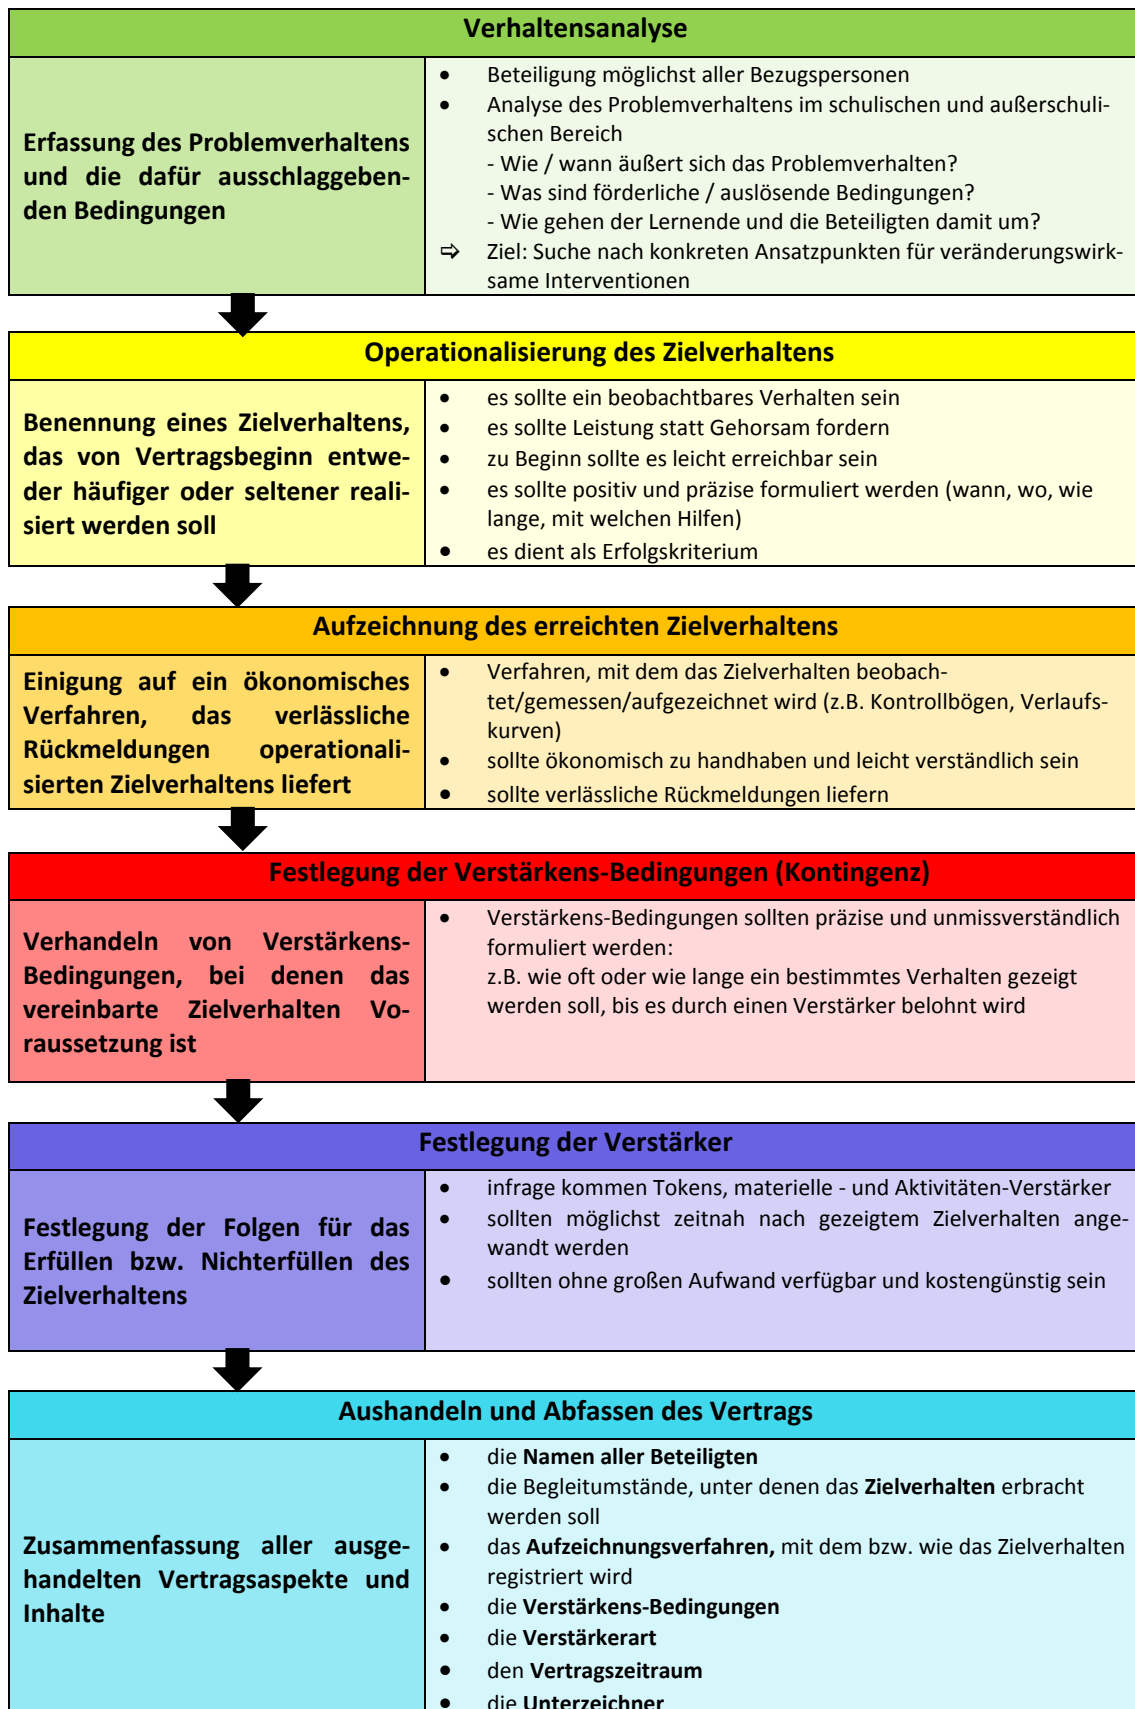 Verhaltensanalyse
Erfassung des Problemverhaltens
und die dafür ausschlaggeben-
den Bedingungen
• Beteiligung möglichst aller Bezugspersonen
• Analyse des Problemverhaltens im schulischen und außerschuli-
schen Bereich
- Wie / wann äußert sich das Problemverhalten?
- Was sind förderliche / auslösende Bedingungen?
- Wie gehen der Lernende und die Beteiligten damit um?
⇨ Ziel: Suche nach konkreten Ansatzpunkten für veränderungswirk-
same Interventionen
Operationalisierung des Zielverhaltens
Benennung eines Zielverhaltens,
das von Vertragsbeginn entwe-
der häufiger oder seltener reali-
siert werden soll
• es sollte ein beobachtbares Verhalten sein
• es sollte Leistung statt Gehorsam fordern
• zu Beginn sollte es leicht erreichbar sein
• es sollte positiv und präzise formuliert werden (wann, wo, wie
lange, mit welchen Hilfen)
• es dient als Erfolgskriterium
Aufzeichnung des erreichten Zielverhaltens
Einigung auf ein ökonomisches
Verfahren, das verlässliche
Rückmeldungen operationali-
sierten Zielverhaltens liefert
• Verfahren, mit dem das Zielverhalten beobach-
tet/gemessen/aufgezeichnet wird (z.B. Kontrollbögen, Verlaufs-
kurven)
• sollte ökonomisch zu handhaben und leicht verständlich sein
• sollte verlässliche Rückmeldungen liefern
Festlegung der Verstärkens-Bedingungen (Kontingenz)
Verhandeln von Verstärkens-
Bedingungen, bei denen das
vereinbarte Zielverhalten Vo-
raussetzung ist
• Verstärkens-Bedingungen sollten präzise und unmissverständlich
formuliert werden:
z.B. wie oft oder wie lange ein bestimmtes Verhalten gezeigt
werden soll, bis es durch einen Verstärker belohnt wird
Festlegung der Verstärker
Festlegung der Folgen für das
Erfüllen bzw. Nichterfüllen des
Zielverhaltens
• infrage kommen Tokens, materielle - und Aktivitäten-Verstärker
• sollten möglichst zeitnah nach gezeigtem Zielverhalten ange-
wandt werden
• sollten ohne großen Aufwand verfügbar und kostengünstig sein
Aushandeln und Abfassen des Vertrags
Zusammenfassung aller ausge-
handelten Vertragsaspekte und
Inhalte
• die Namen aller Beteiligten
• die Begleitumstände, unter denen das Zielverhalten erbracht
werden soll
• das Aufzeichnungsverfahren, mit dem bzw. wie das Zielverhalten
registriert wird
• die Verstärkens-Bedingungen
• die Verstärkerart
• den Vertragszeitraum
• die Unterzeichner